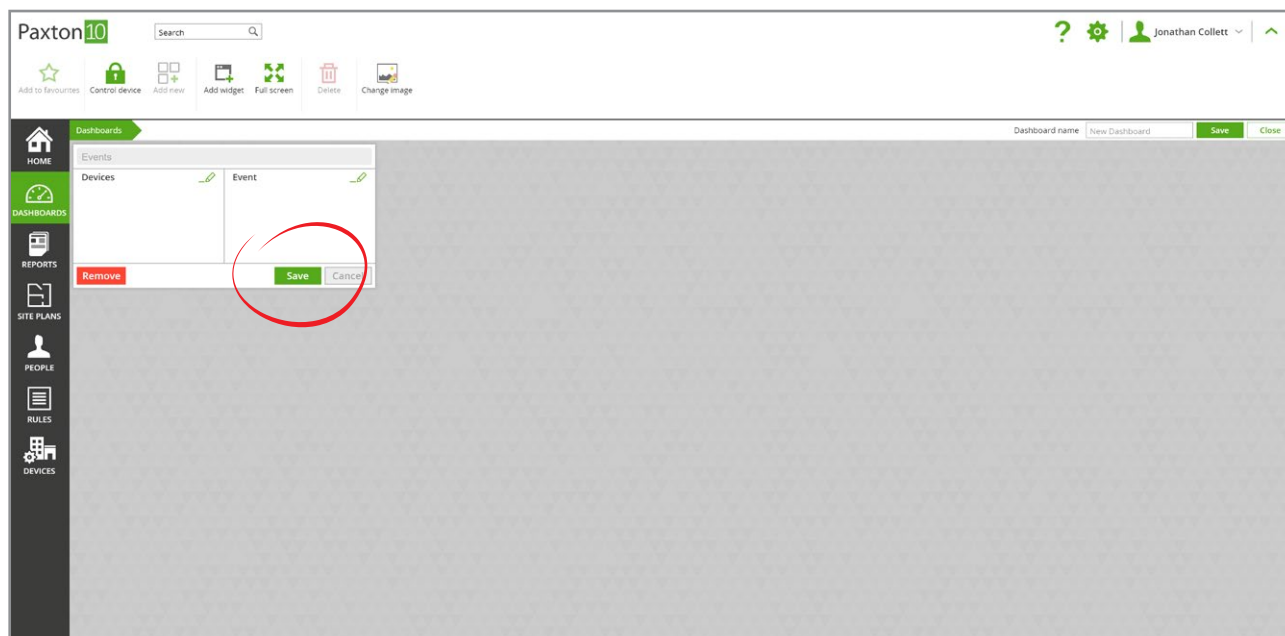 Paxton10
Search
Jonathan Collett
Add to favourites
Control device
Add new
Add widget
Full screen
Delete
Change image
HOME
DASHBOARDS
REPORTS
SITE PLANS
PEOPLE
RULES
DEVICES
Dashboards
Dashboard name
New Dashboard
Save
Close
Events
Devices
Event
Remove
Save
Cancel